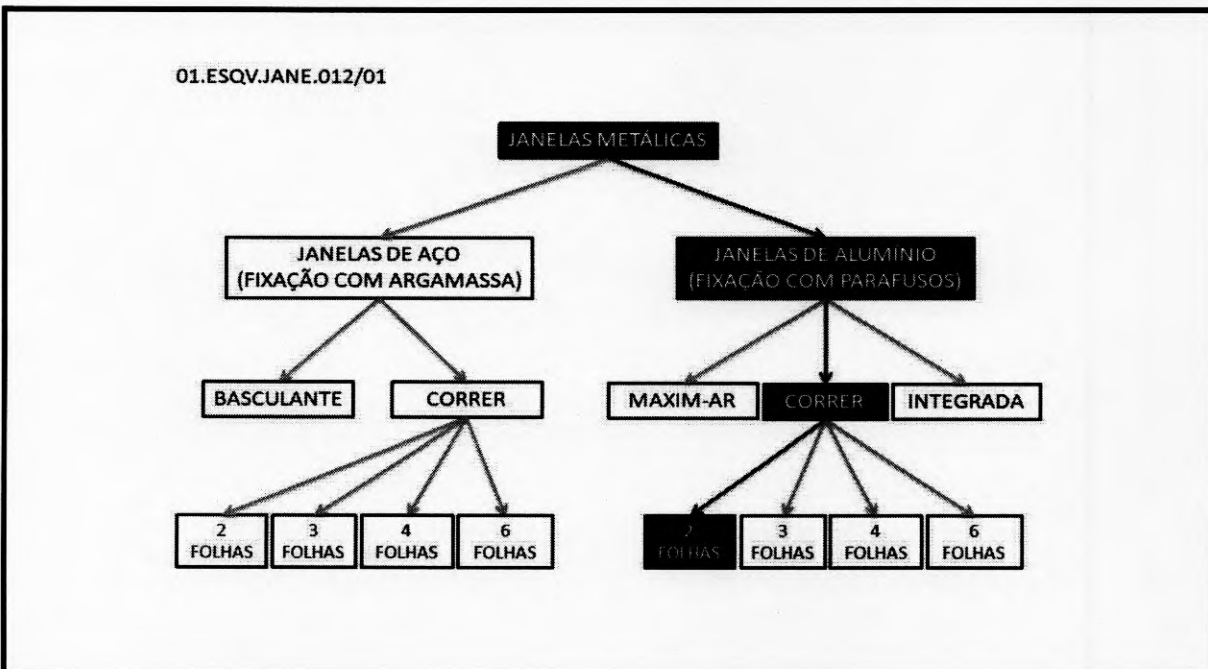 01.ESQV.JANE.012/01
JANELAS METÁLICAS
JANELAS DE AÇO
(FIXAÇÃO COM ARGAMASSA)
JANELAS DE ALUMÍNIO
(FIXAÇÃO COM PARAFUSOS)
BASCULANTE
CORRER
MAXIM-AR
CORRER
INTEGRADA
2
FOLHAS
3
FOLHAS
4
FOLHAS
6
FOLHAS
2
FOLHAS
3
FOLHAS
4
FOLHAS
6
FOLHAS